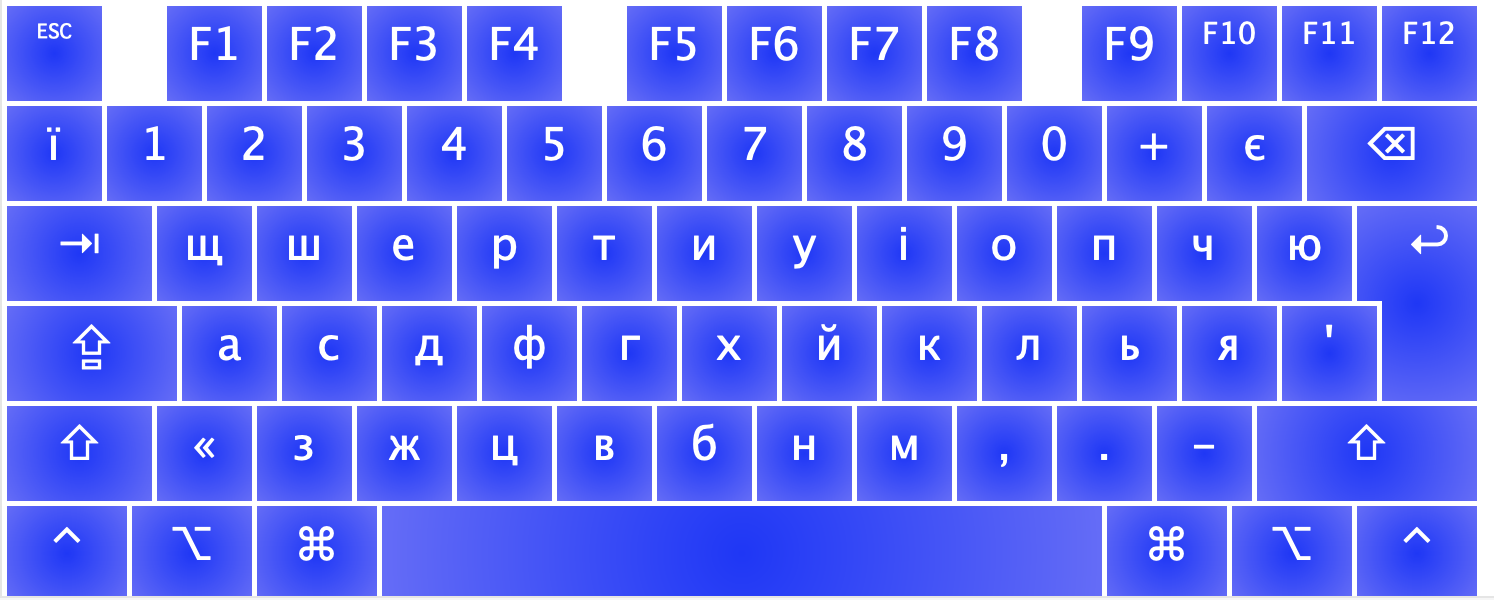 ESC F1 F2 F3 F4 F5 F6 F7 F8 F9 F10 F11 F12
ї 1 2 3 4 5 6 7 8 9 0 + є ⌫
⇥ щ ш е р т и у і о п ч ю ↩
⇪ а с д ф г х й к л ь я '
⇧ « з ж ц в б н м , . – ⇧
^ ⌥ ⌘ ⌘ ⌥ ^